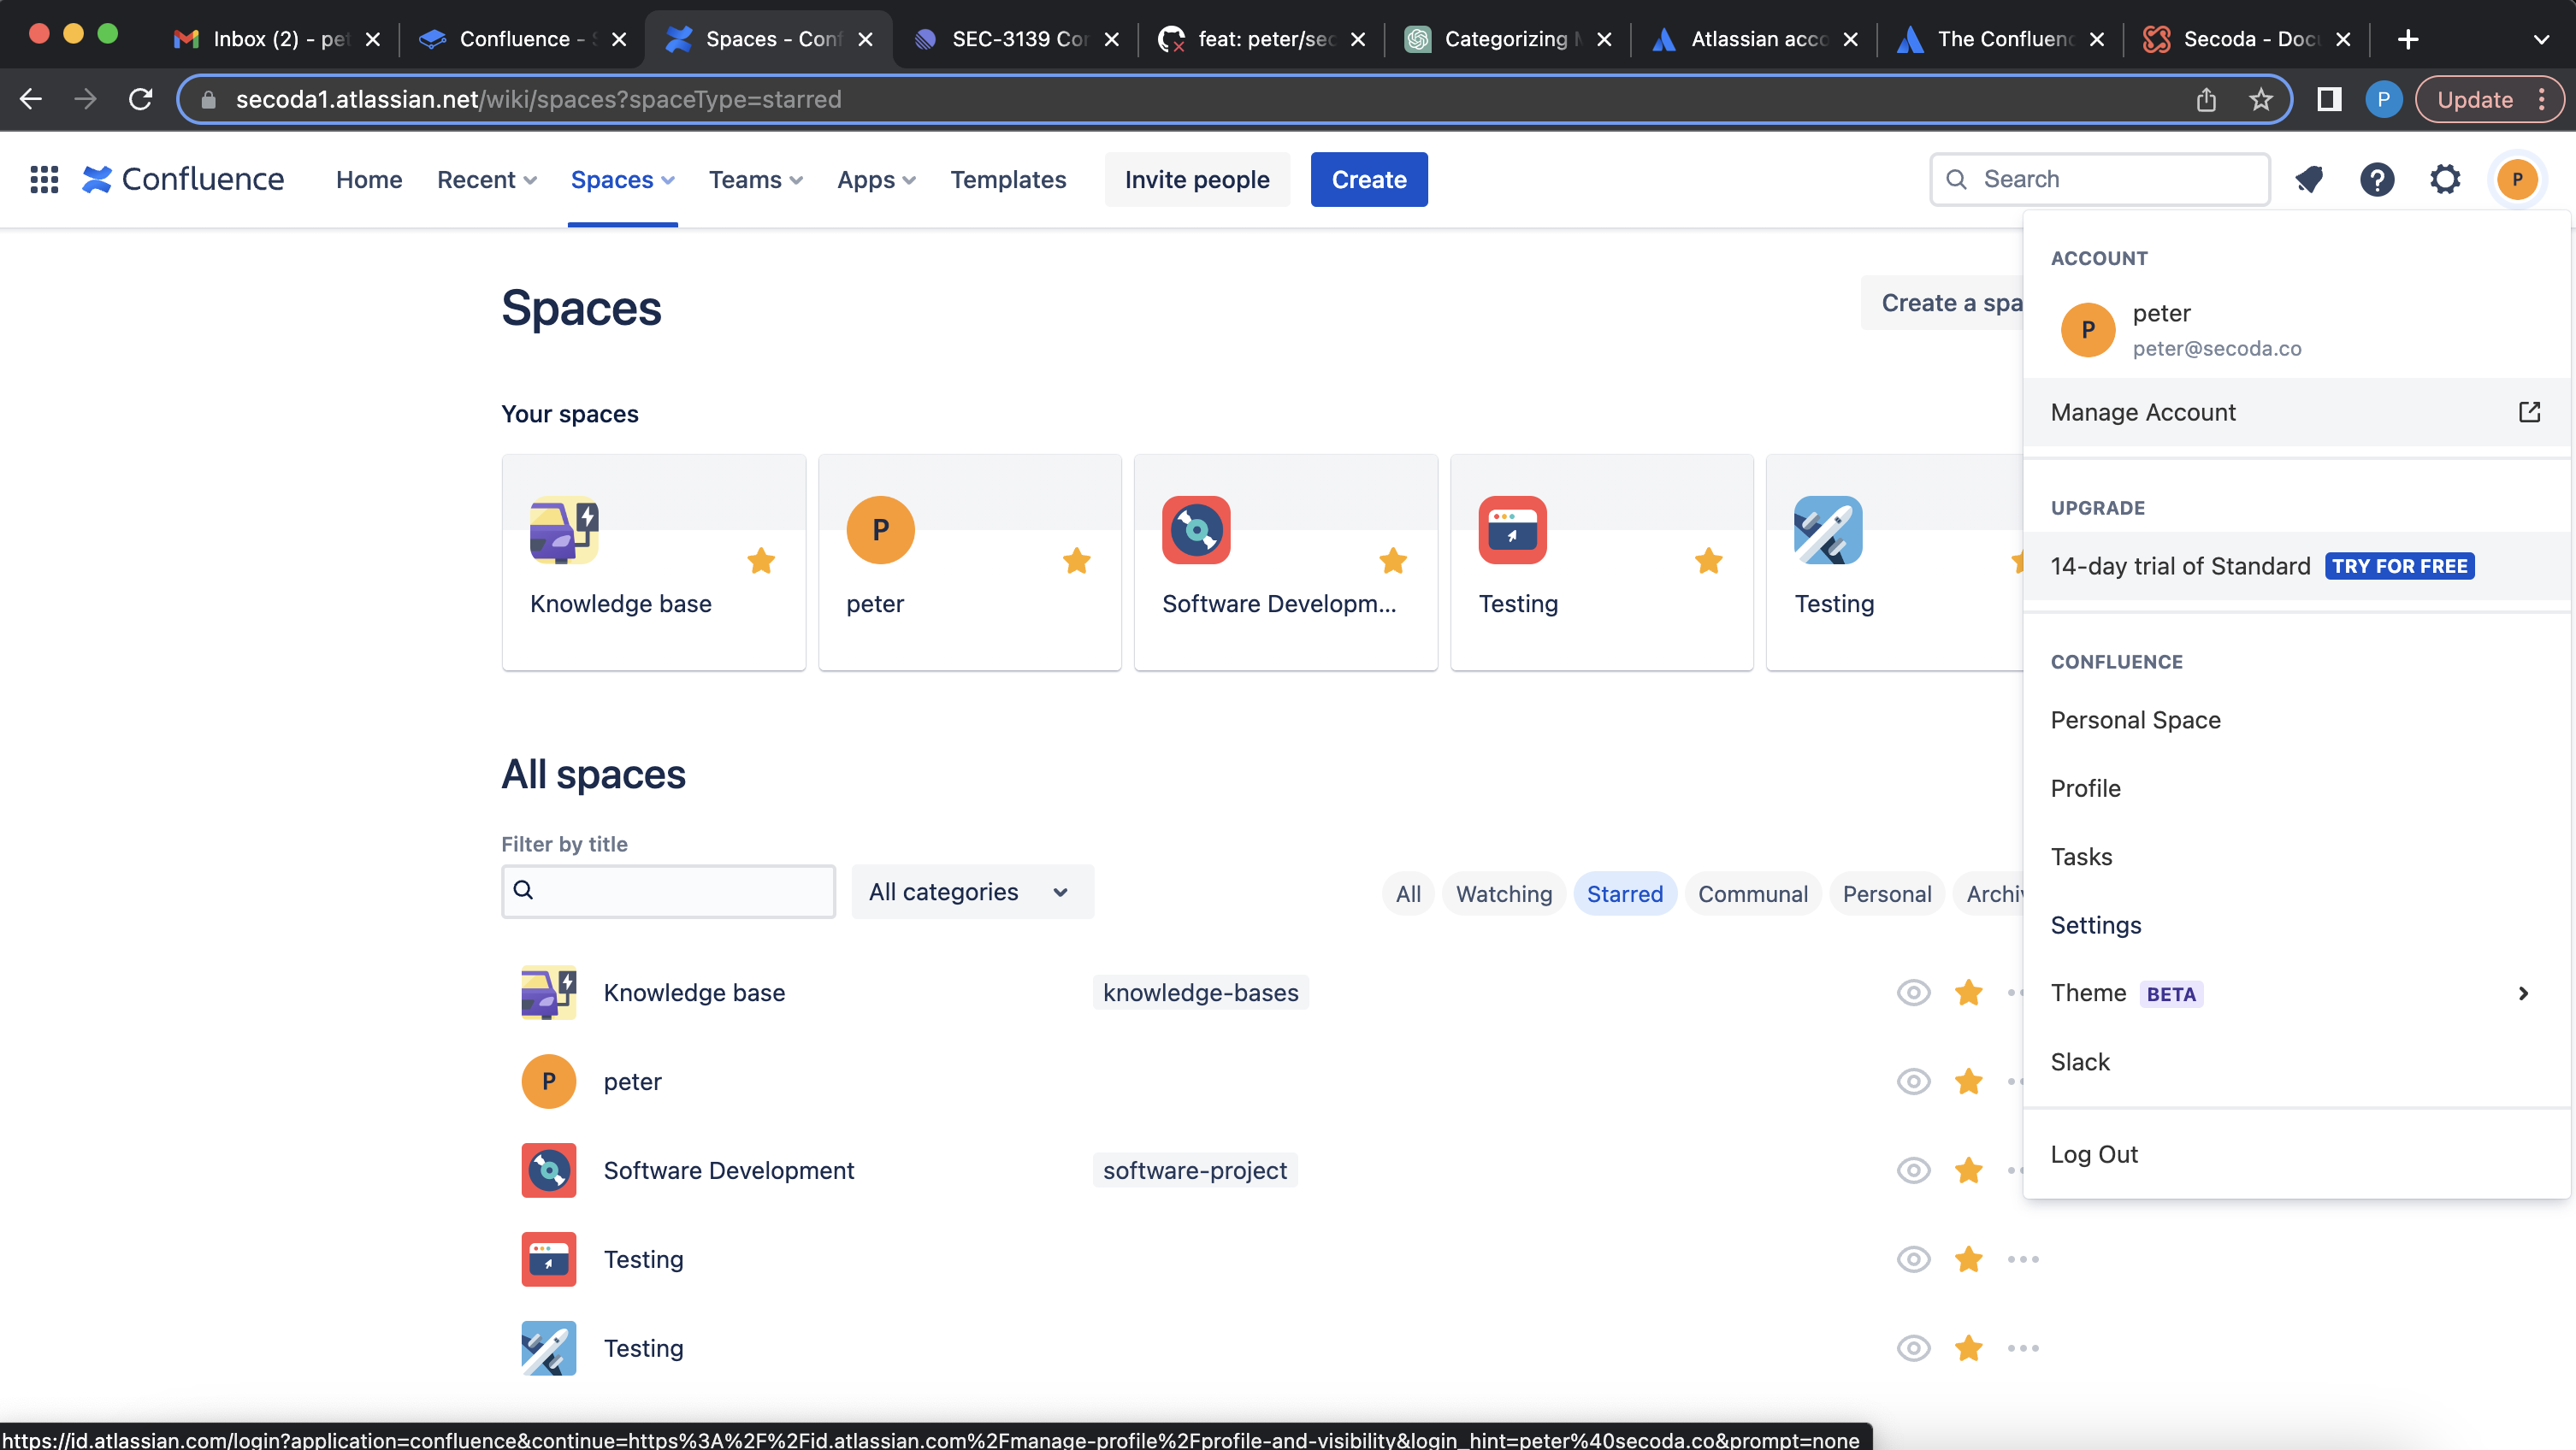 Inbox (2) - pet
Confluence - S
Spaces - Conf
SEC-3139 Cor
feat: peter/sec
Categorizing M
Atlassian acco
The Confluenc
Secoda - Docu
secoda1.atlassian.net/wiki/spaces?spaceType=starred
P
Update
Confluence
Home
Recent
Spaces
Teams
Apps
Templates
Invite people
Create
Search
P
Spaces
Create a spa
Your spaces
Knowledge base
P
peter
Software Developm...
Testing
Testing
All spaces
Filter by title
All categories
All
Watching
Starred
Communal
Personal
Archiv
Knowledge base
knowledge-bases
P
peter
Software Development
software-project
Testing
Testing
ACCOUNT
P
peter
peter@secoda.co
Manage Account
UPGRADE
14-day trial of Standard TRY FOR FREE
CONFLUENCE
Personal Space
Profile
Tasks
Settings
Theme BETA
Slack
Log Out
https://id.atlassian.com/login?application=confluence&continue=https%3A%2F%2Fid.atlassian.com%2Fmanage-profile%2Fprofile-and-visibility&login_hint=peter%40secoda.co&prompt=none